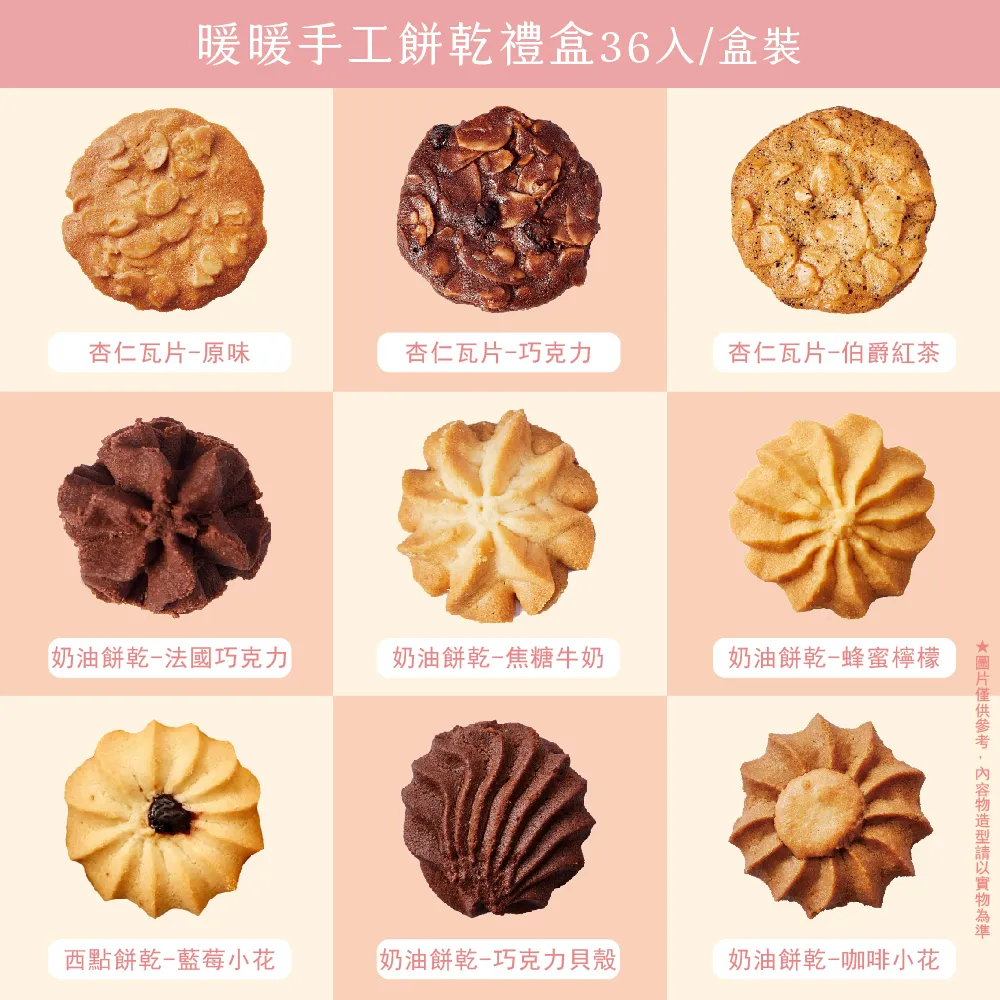 暖暖手工餅乾禮盒36入/盒裝
杏仁瓦片-原味
杏仁瓦片-巧克力
杏仁瓦片-伯爵紅茶
奶油餅乾-法國巧克力
奶油餅乾-焦糖牛奶
奶油餅乾-蜂蜜檸檬
西點餅乾-藍莓小花
奶油餅乾-巧克力貝殼
奶油餅乾-咖啡小花
★圖片僅供參考，內容物造型請以實物為準